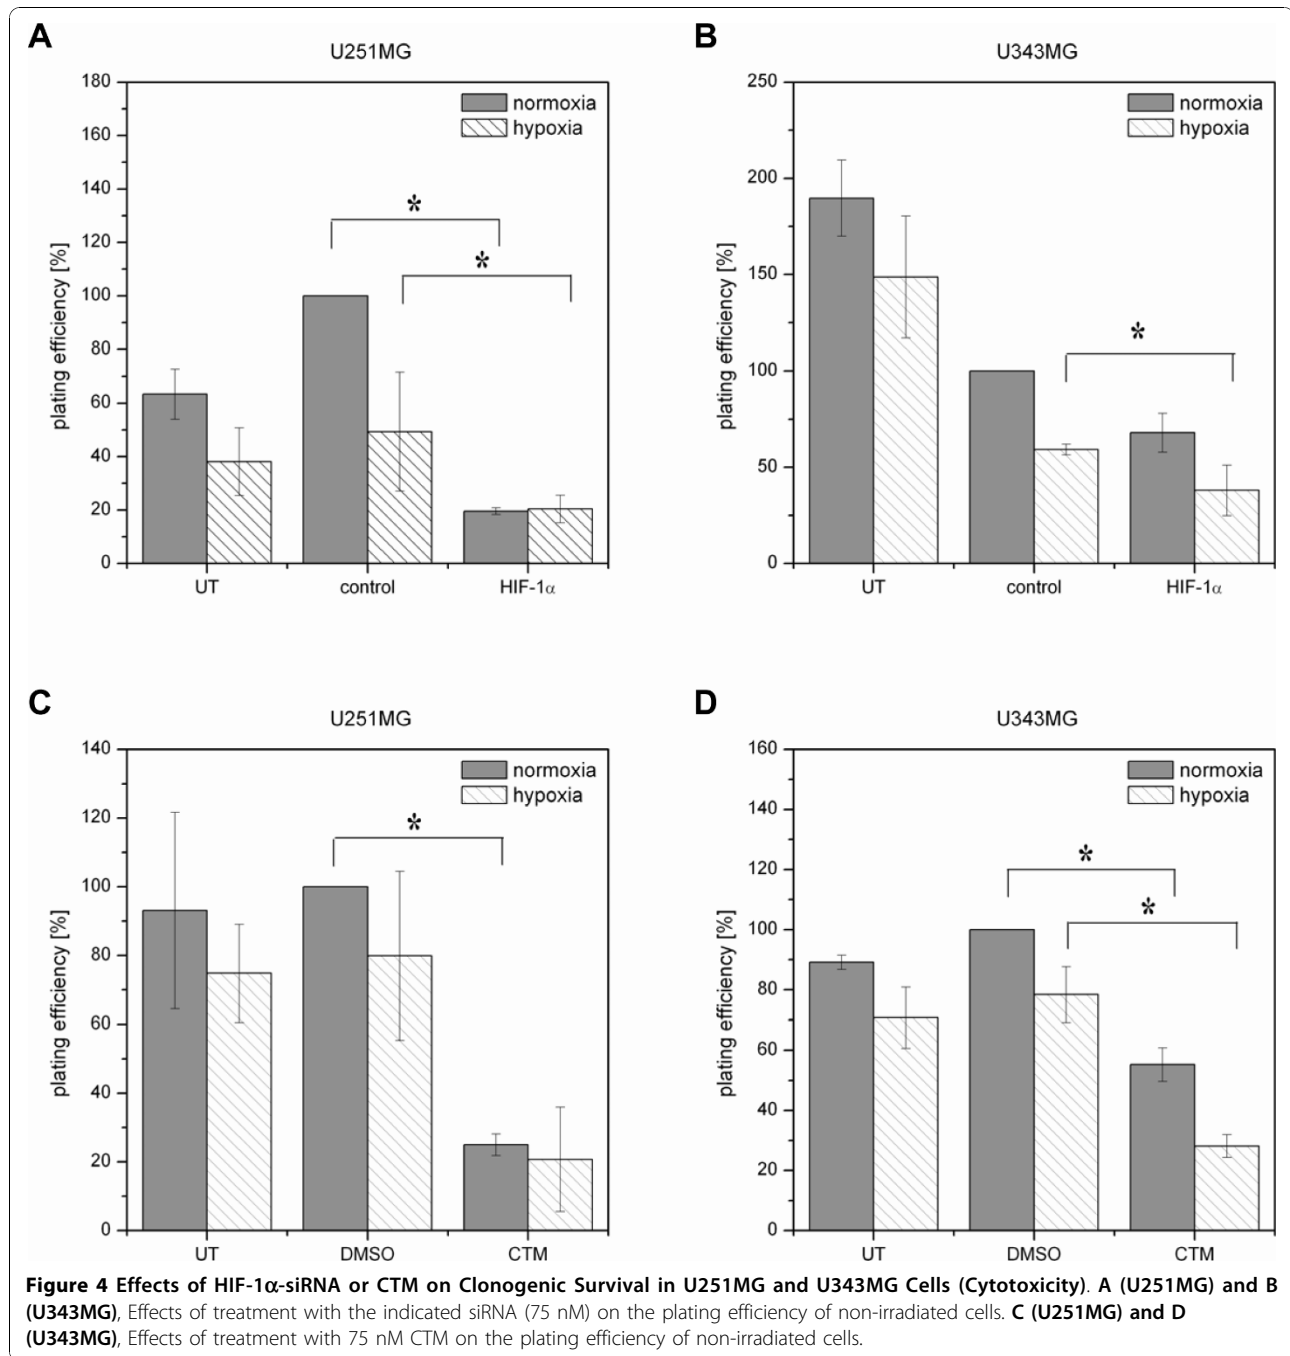 A
U251MG
180
160
140
120
100
80
60
40
20
0
plating efficiency [%]
normoxia
hypoxia
*
*
UT
control
HIF-1α
B
U343MG
250
200
150
100
50
0
plating efficiency [%]
normoxia
hypoxia
*
UT
control
HIF-1α
C
U251MG
140
120
100
80
60
40
20
0
plating efficiency [%]
normoxia
hypoxia
*
UT
DMSO
CTM
D
U343MG
160
140
120
100
80
60
40
20
0
plating efficiency [%]
normoxia
hypoxia
*
*
UT
DMSO
CTM
Figure 4 Effects of HIF-1α-siRNA or CTM on Clonogenic Survival in U251MG and U343MG Cells (Cytotoxicity). A (U251MG) and B
(U343MG), Effects of treatment with the indicated siRNA (75 nM) on the plating efficiency of non-irradiated cells. C (U251MG) and D
(U343MG), Effects of treatment with 75 nM CTM on the plating efficiency of non-irradiated cells.